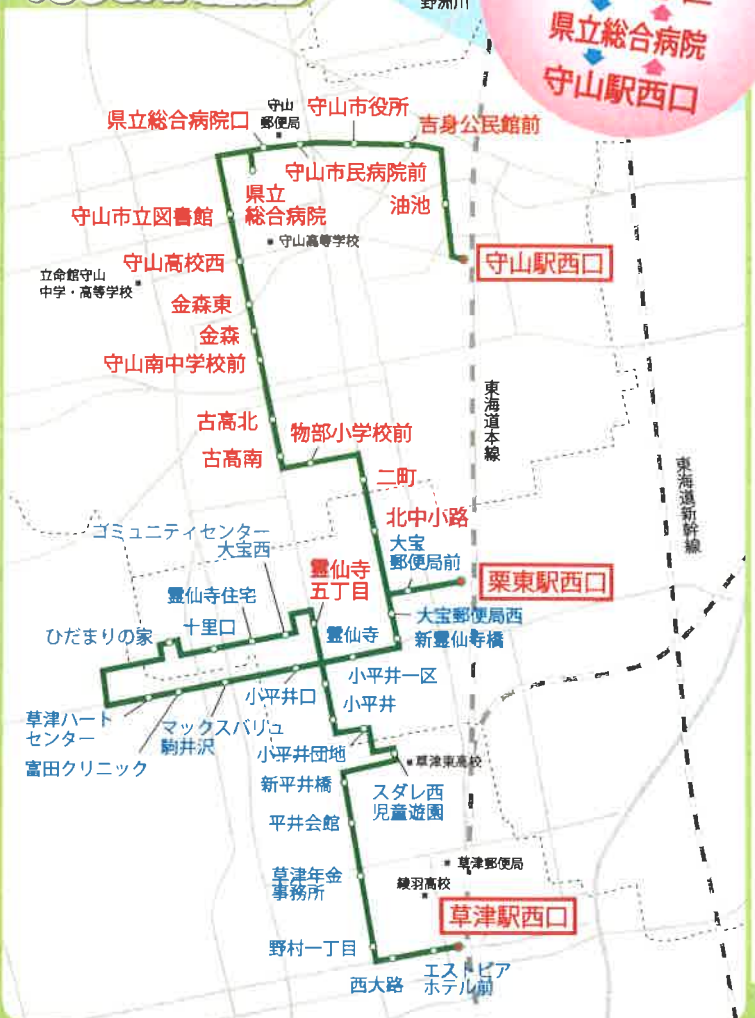 野洲川
県立総合病院
守山駅西口
県立総合病院口
守山
郵便局
守山市役所
吉身公民館前
守山市民病院前
県立
総合病院
油池
守山市立図書館
守山高等学校
守山駅西口
守山高校西
立命館守山
中学・高等学校
金森東
金森
守山南中学校前
東海道本線
古高北
物部小学校前
古高南
二町
東海道新幹線
北中小路
コミュニティセンター
大宝西
大宝
郵便局前
霊仙寺
五丁目
栗東駅西口
霊仙寺住宅
大宝郵便局西
十里口
霊仙寺
新霊仙寺橋
ひだまりの家
小平井一区
小平井口
小平井
草津ハート
センター
マックスバリュ
駒井沢
富田クリニック
小平井団地
草津東高校
新平井橋
スダレ西
児童遊園
平井会館
草津郵便局
草津年金
事務所
綾羽高校
草津駅西口
野村一丁目
西大路
エストピア
ホテル前